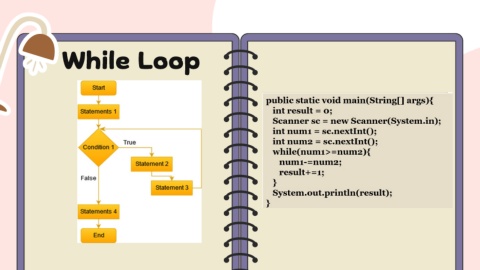 While Loop
Start
Statements 1
Condition 1
True
Statement 2
Statement 3
False
Statements 4
End
public static void main(String[] args){
int result = 0;
Scanner sc = new Scanner(System.in);
int num1 = sc.nextInt();
int num2 = sc.nextInt();
while(num1>=num2){
num1-=num2;
result+=1;
}
System.out.println(result);
}